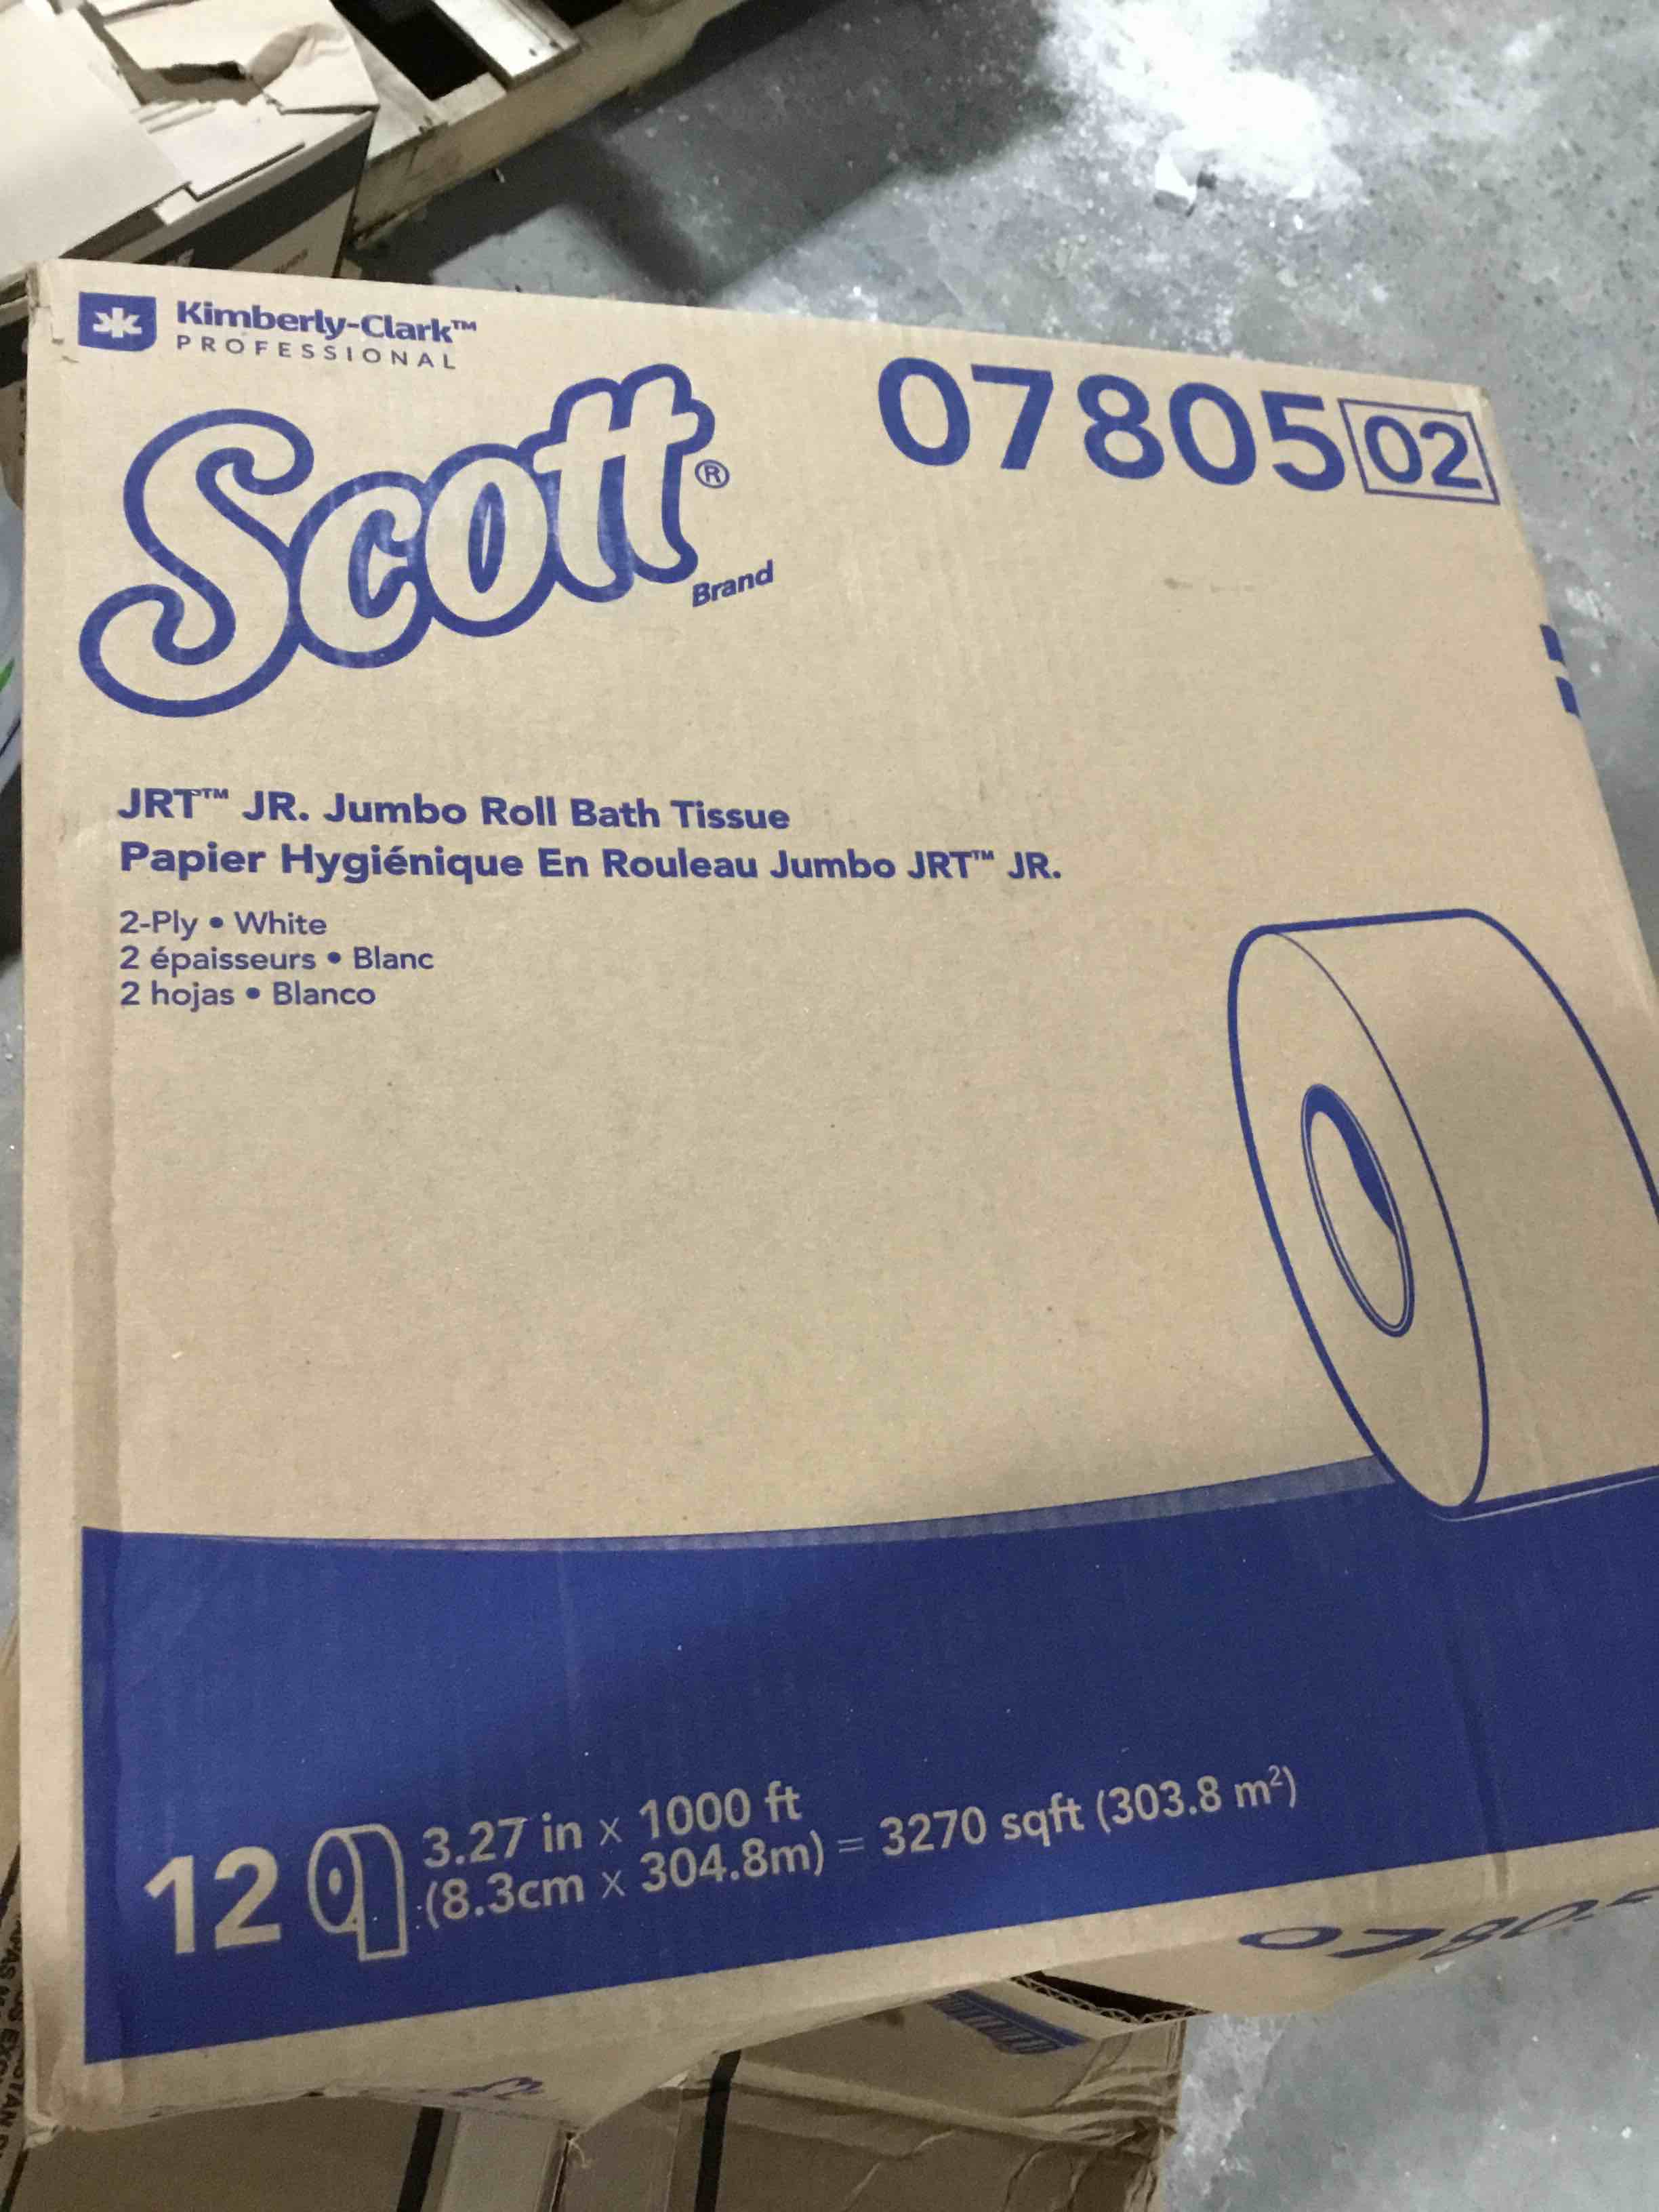 Kimberly-Clark™
PROFESSIONAL
Scott®
Brand
07805 02
JRT™ JR. Jumbo Roll Bath Tissue
Papier Hygiénique En Rouleau Jumbo JRT™ JR.
2-Ply • White
2 épaisseurs • Blanc
2 hojas • Blanco
12
3.27 in x 1000 ft
(8.3cm x 304.8m) = 3270 sqft (303.8 m²)
07805